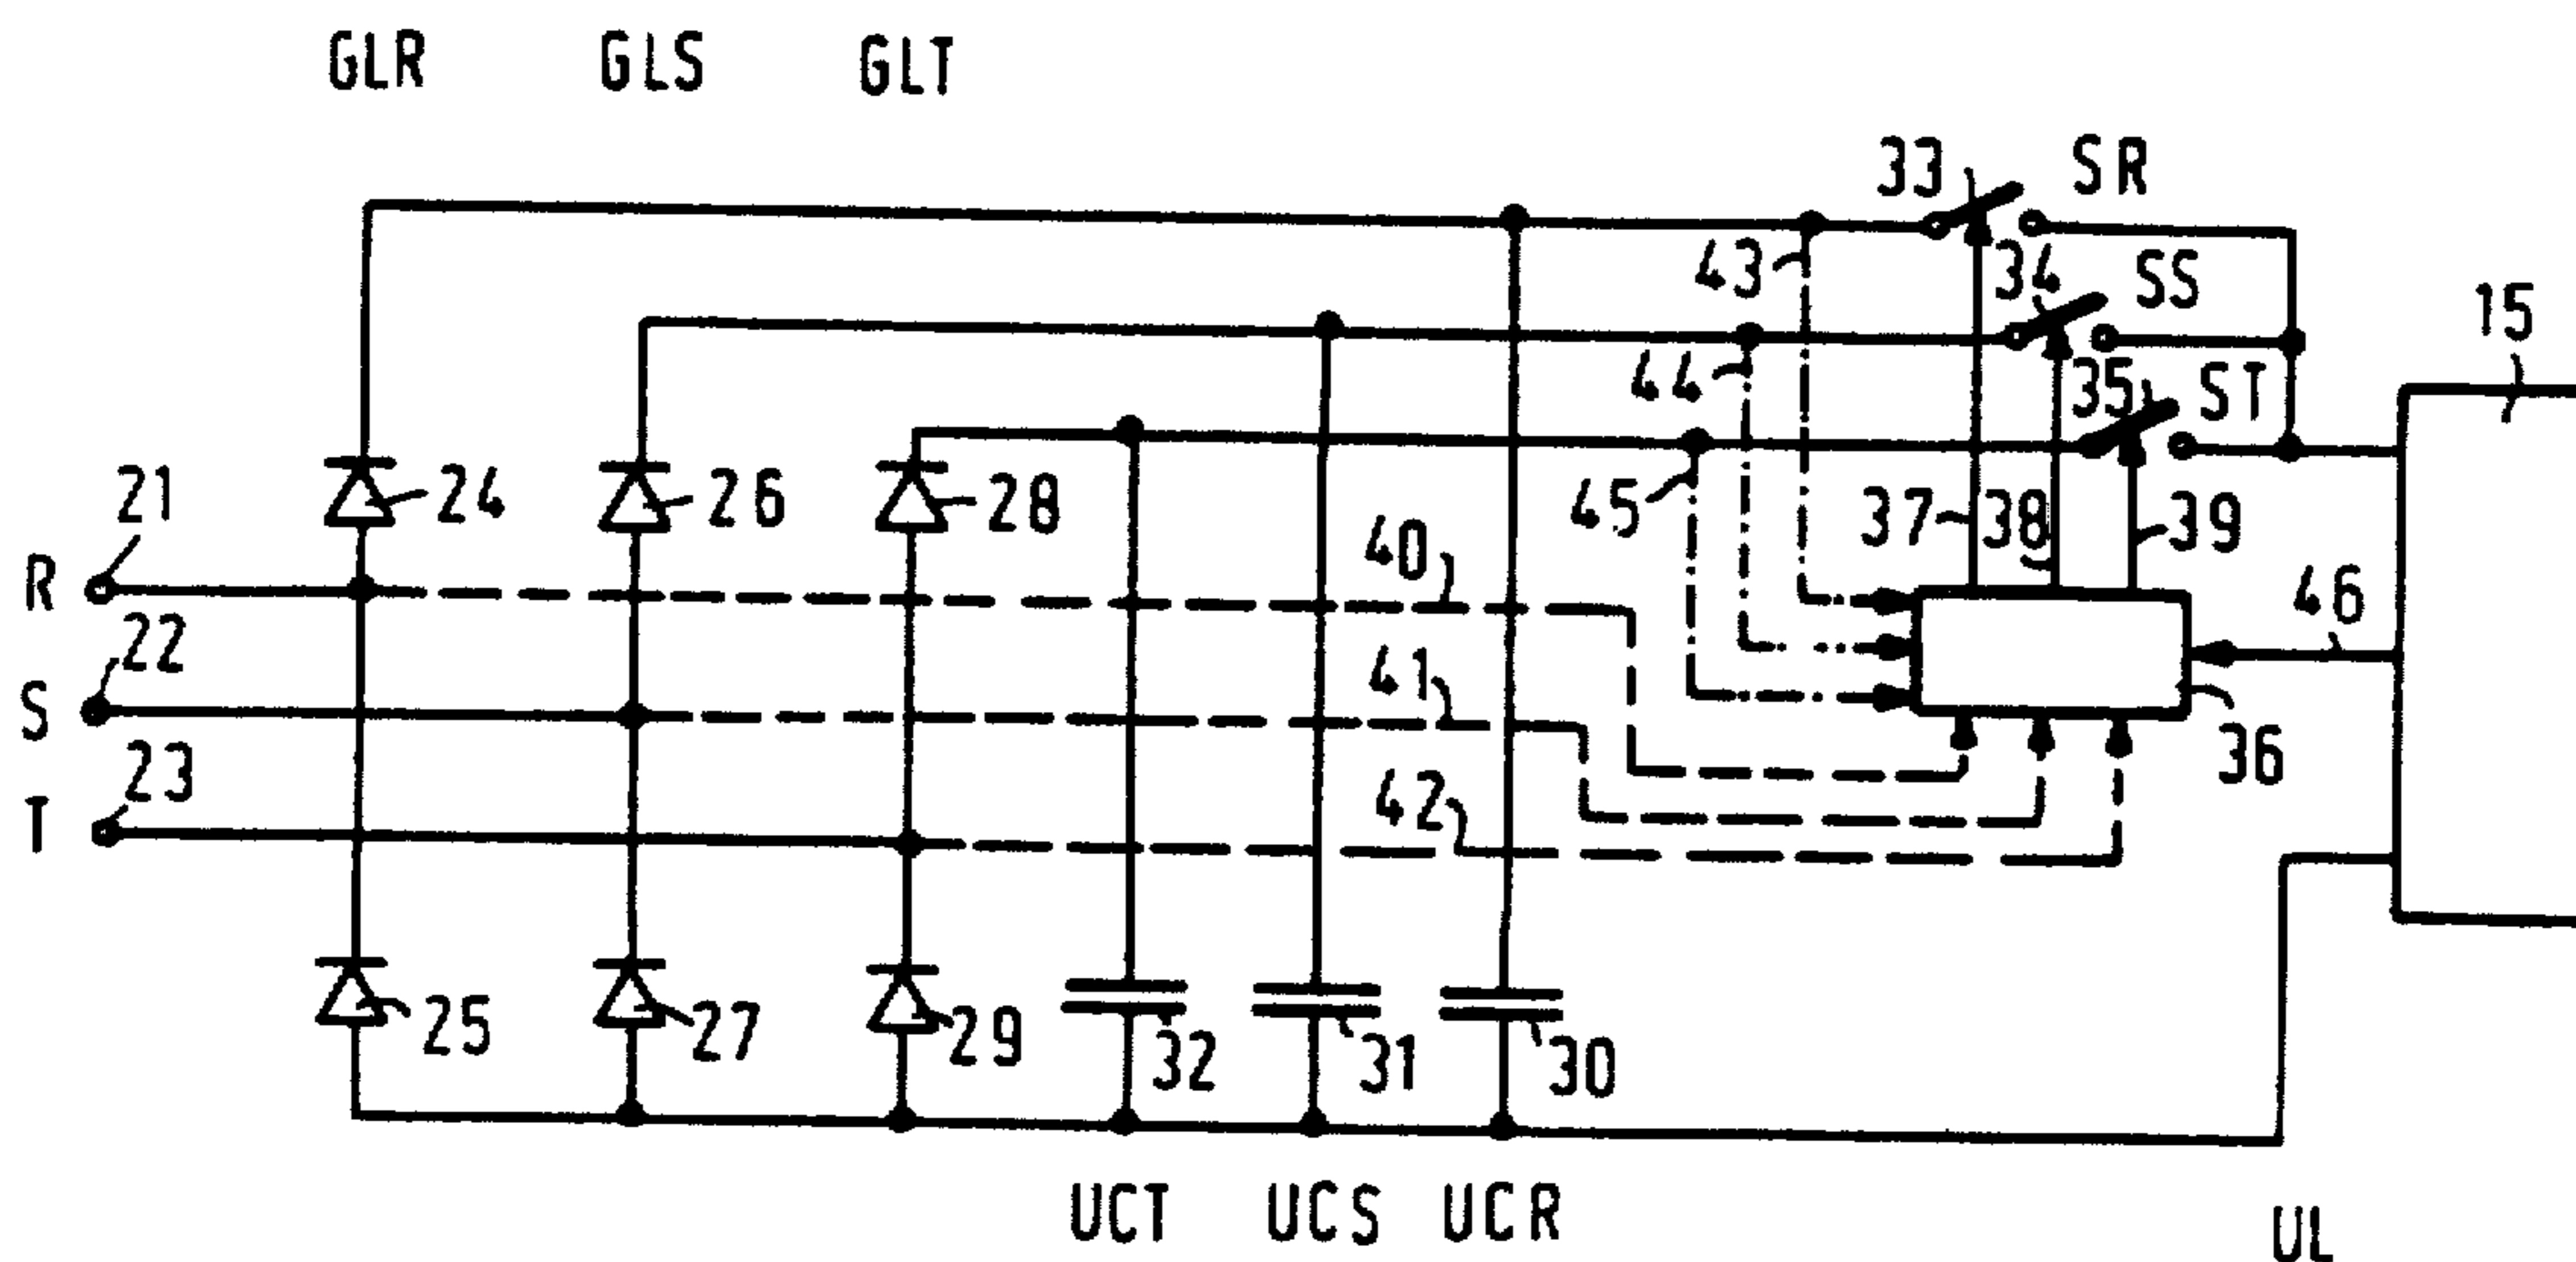 GLR GLS GLT
33 SR
43 34 SS
15
44 35 ST
21 24 26 28 45 37 38 39
40
R
46
22
41
S
36
23
42
T
25 27 29 32 31 30
UCT UCS UCR
UL